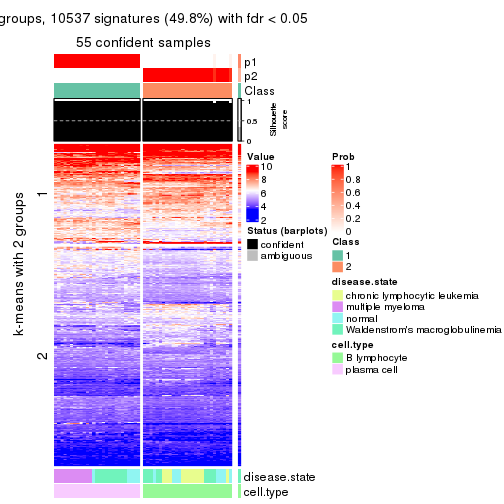 groups, 10537 signatures (49.8%) with fdr < 0.05
55 confident samples
p1
p2
Class
1
0.5
0
Silhouette
score
k-means with 2 groups
1
2
Value
10
8
6
4
2
Status (barplots)
confident
ambiguous
Prob
1
0.8
0.6
0.4
0.2
0
Class
1
2
disease.state
chronic lymphocytic leukemia
multiple myeloma
normal
Waldenstrom's macroglobulinemia
cell.type
B lymphocyte
plasma cell
disease.state
cell.type